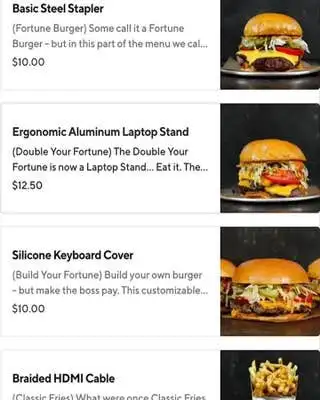 Basic Steel Stapler
(Fortune Burger) Some call it a Fortune
Burger - but in this part of the menu we cal...
$10.00
Ergonomic Aluminum Laptop Stand
(Double Your Fortune) The Double Your
Fortune is now a Laptop Stand... Eat it. The...
$12.50
Silicone Keyboard Cover
(Build Your Fortune) Build your own burger
- but make the boss pay. This customizable...
$10.00
Braided HDMI Cable
(Classic Fries) What were once Classic Fries